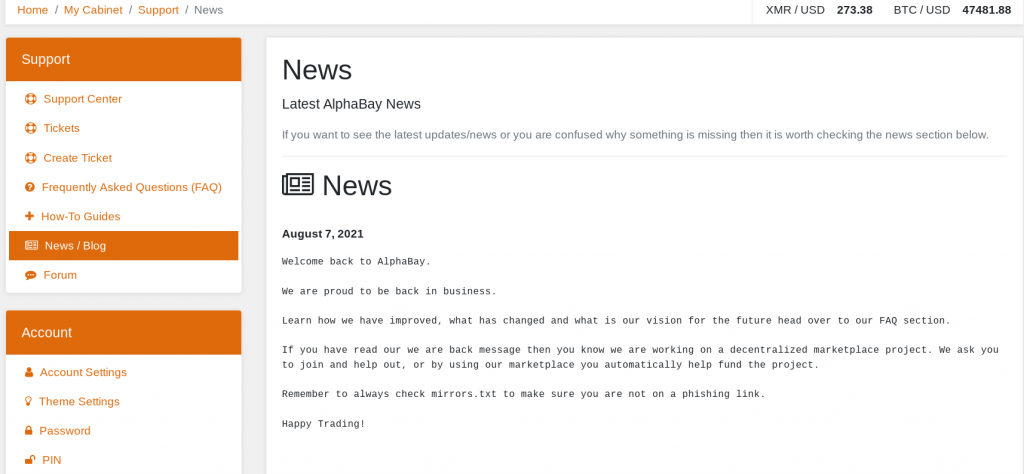 Home / My Cabinet / Support / News
XMR / USD 273.38 BTC / USD 47481.88
Support
Support Center
Tickets
Create Ticket
Frequently Asked Questions (FAQ)
How-To Guides
News / Blog
Forum
Account
Account Settings
Theme Settings
Password
PIN
News
Latest AlphaBay News
If you want to see the latest updates/news or you are confused why something is missing then it is worth checking the news section below.
News
August 7, 2021
Welcome back to AlphaBay.
We are proud to be back in business.
Learn how we have improved, what has changed and what is our vision for the future head over to our FAQ section.
If you have read our we are back message then you know we are working on a decentralized marketplace project. We ask you
to join and help out, or by using our marketplace you automatically help fund the project.
Remember to always check mirrors.txt to make sure you are not on a phishing link.
Happy Trading!